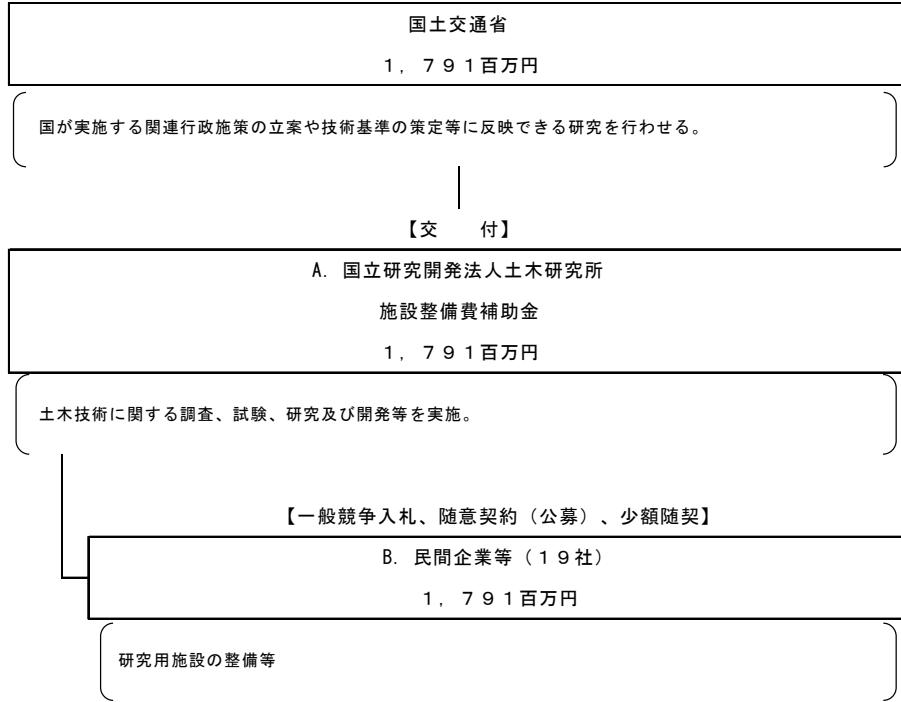 国土交通省
１，７９１百万円
国が実施する関連行政施策の立案や技術基準の策定等に反映できる研究を行わせる。
【交　　付】
A. 国立研究開発法人土木研究所
施設整備費補助金
１，７９１百万円
土木技術に関する調査、試験、研究及び開発等を実施。
【一般競争入札、随意契約（公募）、少額随契】
B. 民間企業等（１９社）
１，７９１百万円
研究用施設の整備等